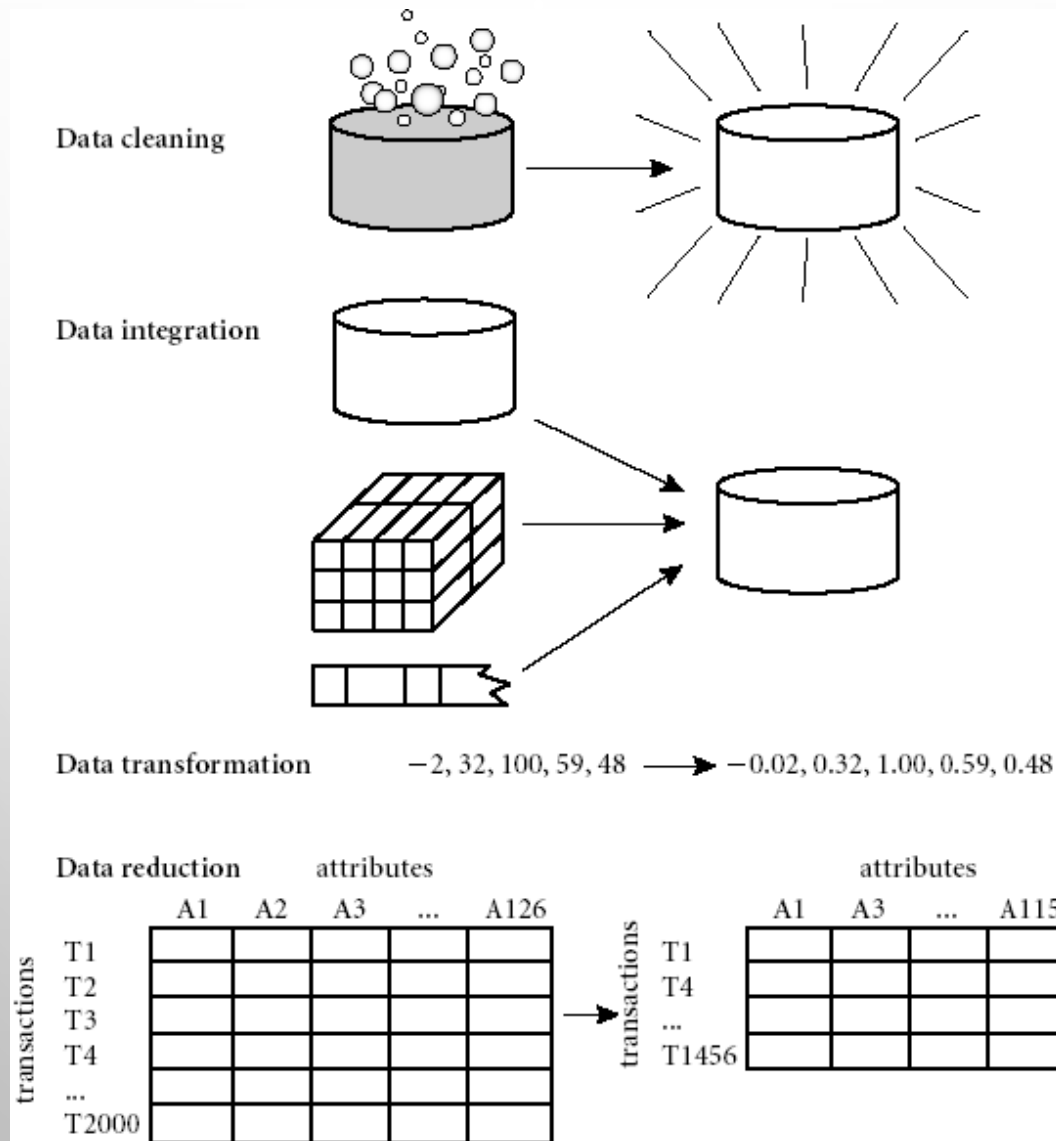 Data cleaning
Data integration
Data transformation −2, 32, 100, 59, 48 −0.02, 0.32, 1.00, 0.59, 0.48
Data reduction attributes
A1 A2 A3 ... A126
transactions
T1
T2
T3
T4
...
T2000
attributes
A1 A3 ... A115
transactions
T1
T4
...
T1456